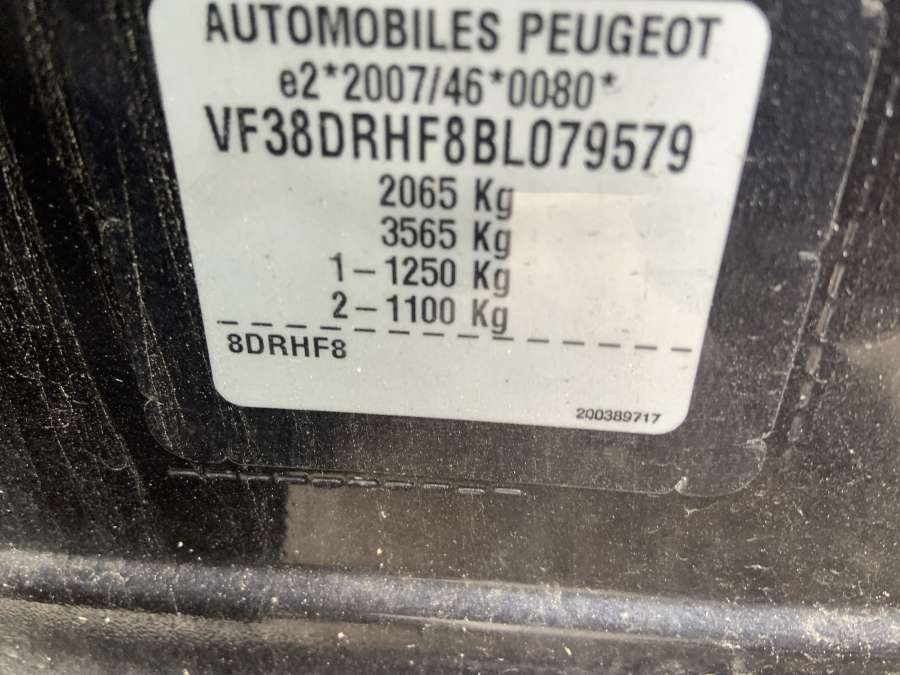 AUTOMOBILES PEUGEOT
e2*2007/46*0080*
VF38DRHF8BL079579
2065 Kg
3565 Kg
1-1250 Kg
2-1100 Kg
8DRHF8
200389717